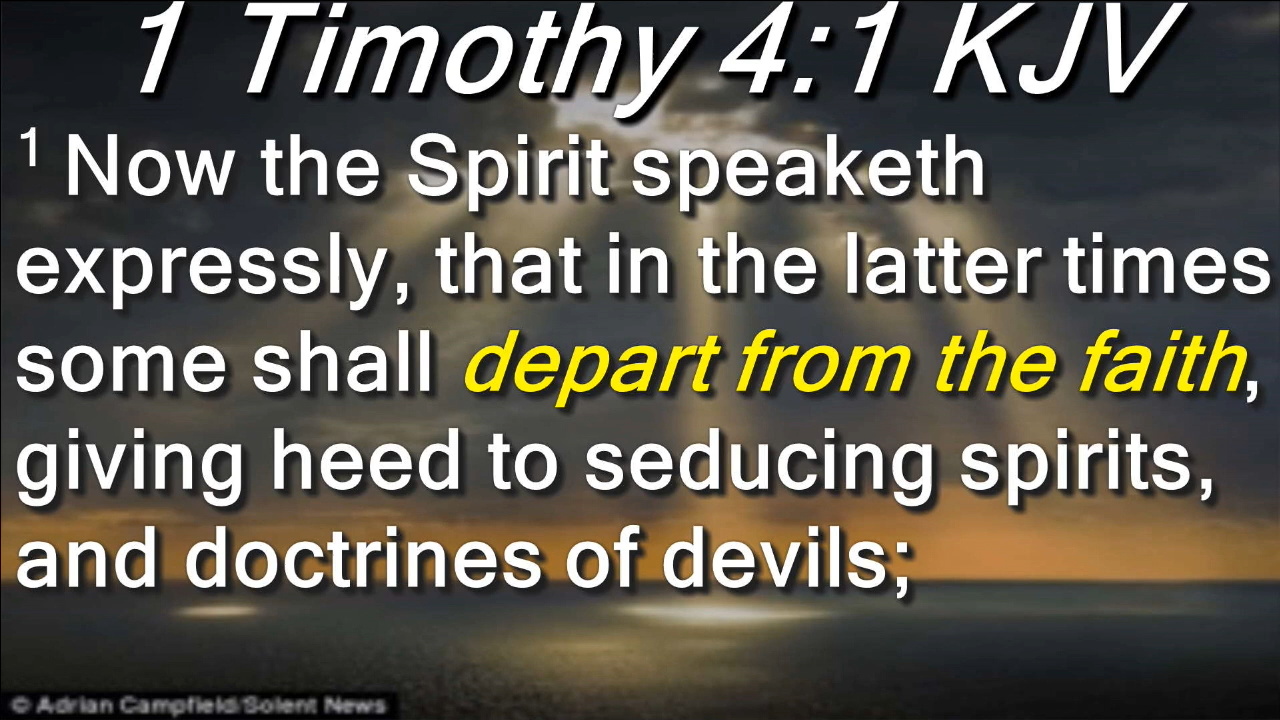 1 Timothy 4:1 KJV
1 Now the Spirit speaketh
expressly, that in the latter times
some shall depart from the faith,
giving heed to seducing spirits,
and doctrines of devils;
© Adrian Campfield/Solent News